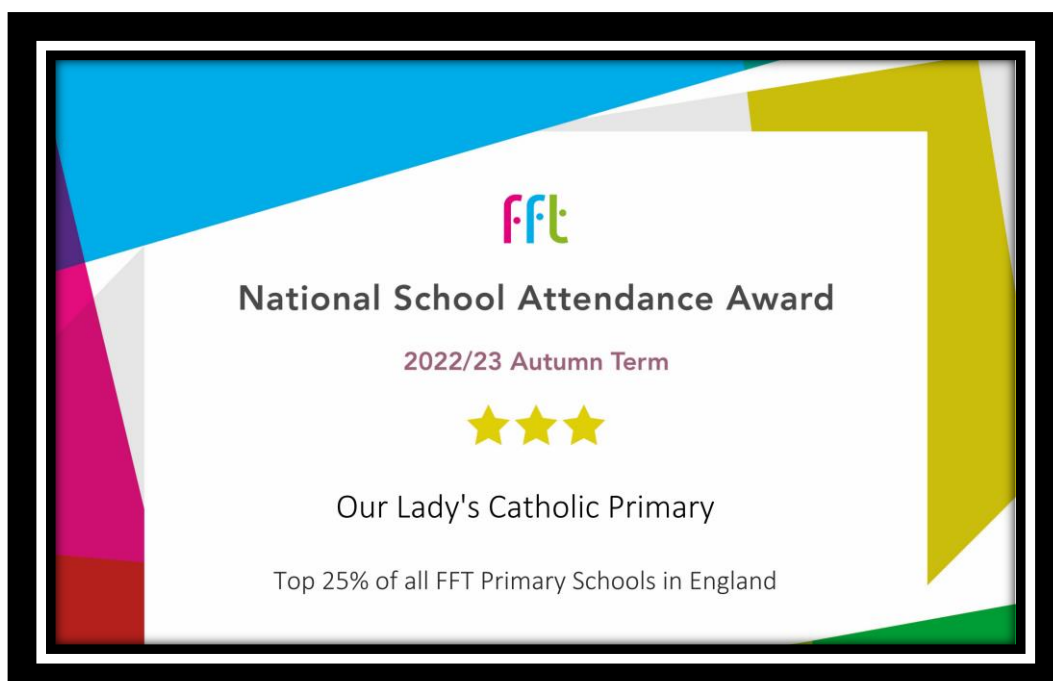 fft
National School Attendance Award
2022/23 Autumn Term
Our Lady's Catholic Primary
Top 25% of all FFT Primary Schools in England